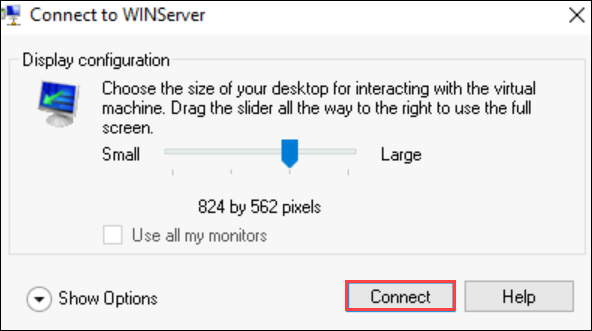 Connect to WINServer
Display configuration
Choose the size of your desktop for interacting with the virtual
machine. Drag the slider all the way to the right to use the full
screen.
Small Large
824 by 562 pixels
Use all my monitors
Show Options Connect Help